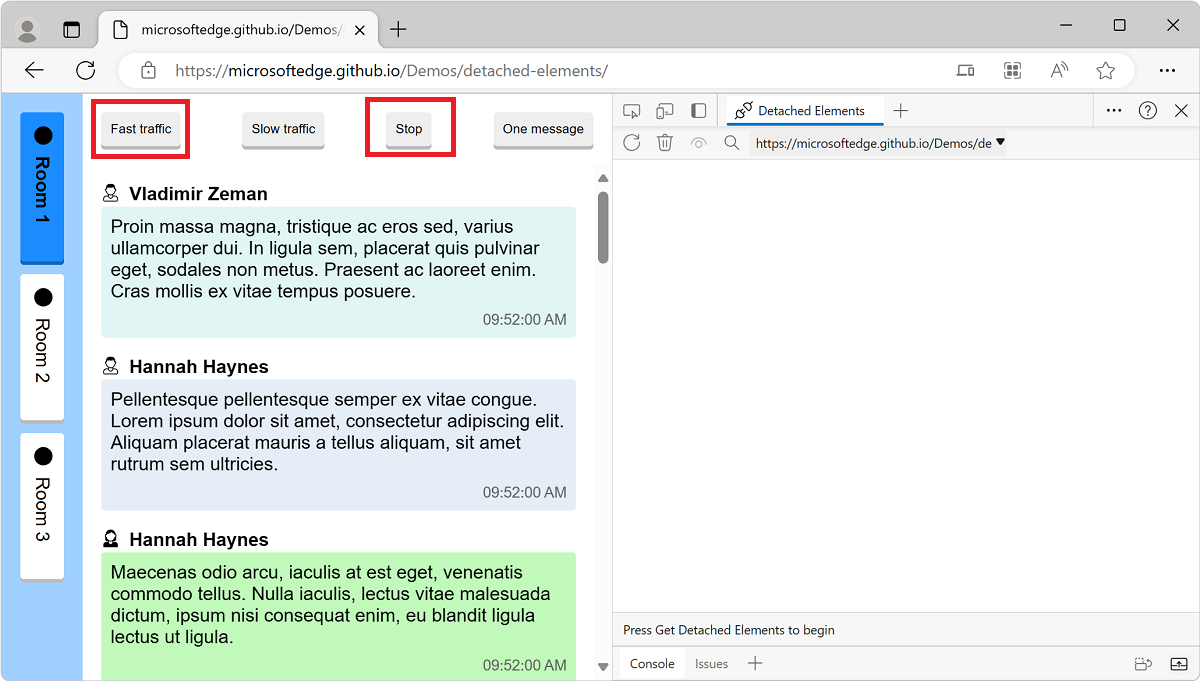 microsoftedge.github.io/Demos/
https://microsoftedge.github.io/Demos/detached-elements/
Room 1
Room 2
Room 3
Fast traffic
Slow traffic
Stop
One message
Vladimir Zeman
Proin massa magna, tristique ac eros sed, varius
ullamcorper dui. In ligula sem, placerat quis pulvinar
eget, sodales non metus. Praesent ac laoreet enim.
Cras mollis ex vitae tempus posuere.
09:52:00 AM
Hannah Haynes
Pellentesque pellentesque semper ex vitae congue.
Lorem ipsum dolor sit amet, consectetur adipiscing elit.
Aliquam placerat mauris a tellus aliquam, sit amet
rutrum sem ultricies.
09:52:00 AM
Hannah Haynes
Maecenas odio arcu, iaculis at est eget, venenatis
commodo tellus. Nulla iaculis, lectus vitae malesuada
dictum, ipsum nisi consequat enim, eu blandit ligula
lectus ut ligula.
09:52:00 AM
Detached Elements
https://microsoftedge.github.io/Demos/de
Press Get Detached Elements to begin
Console
Issues